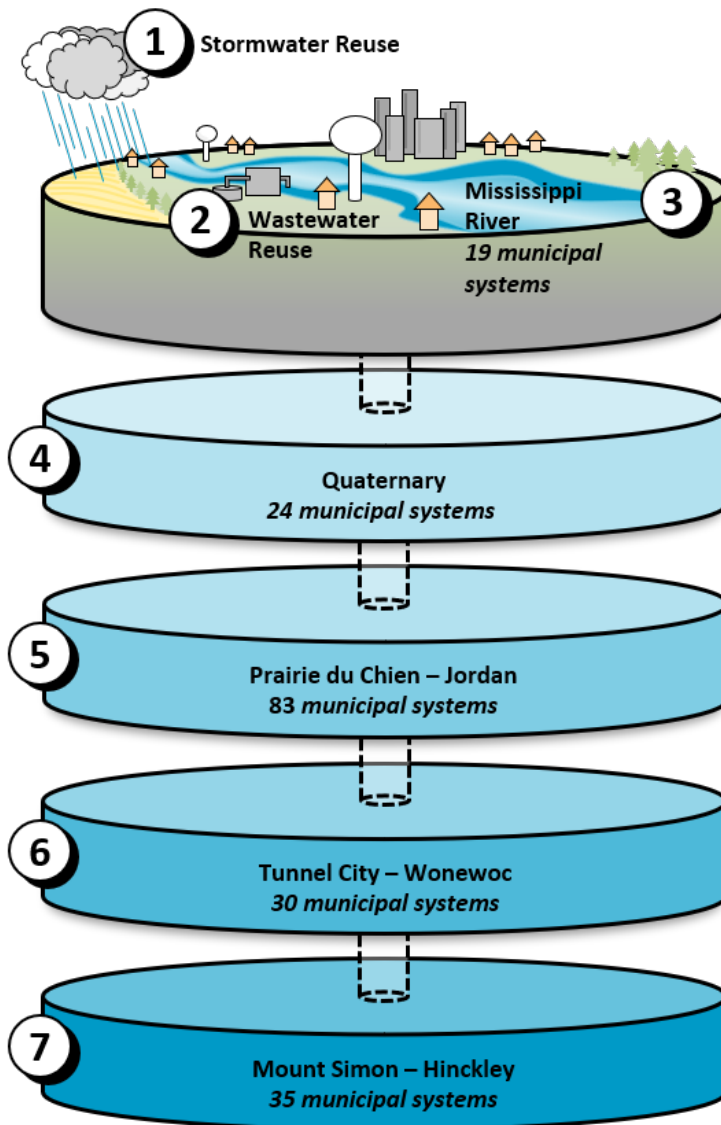 1
Stormwater Reuse
2
Wastewater
Reuse
Mississippi
River
19 municipal
systems
3
4
Quaternary
24 municipal systems
5
Prairie du Chien – Jordan
83 municipal systems
6
Tunnel City – Wonewoc
30 municipal systems
7
Mount Simon – Hinckley
35 municipal systems